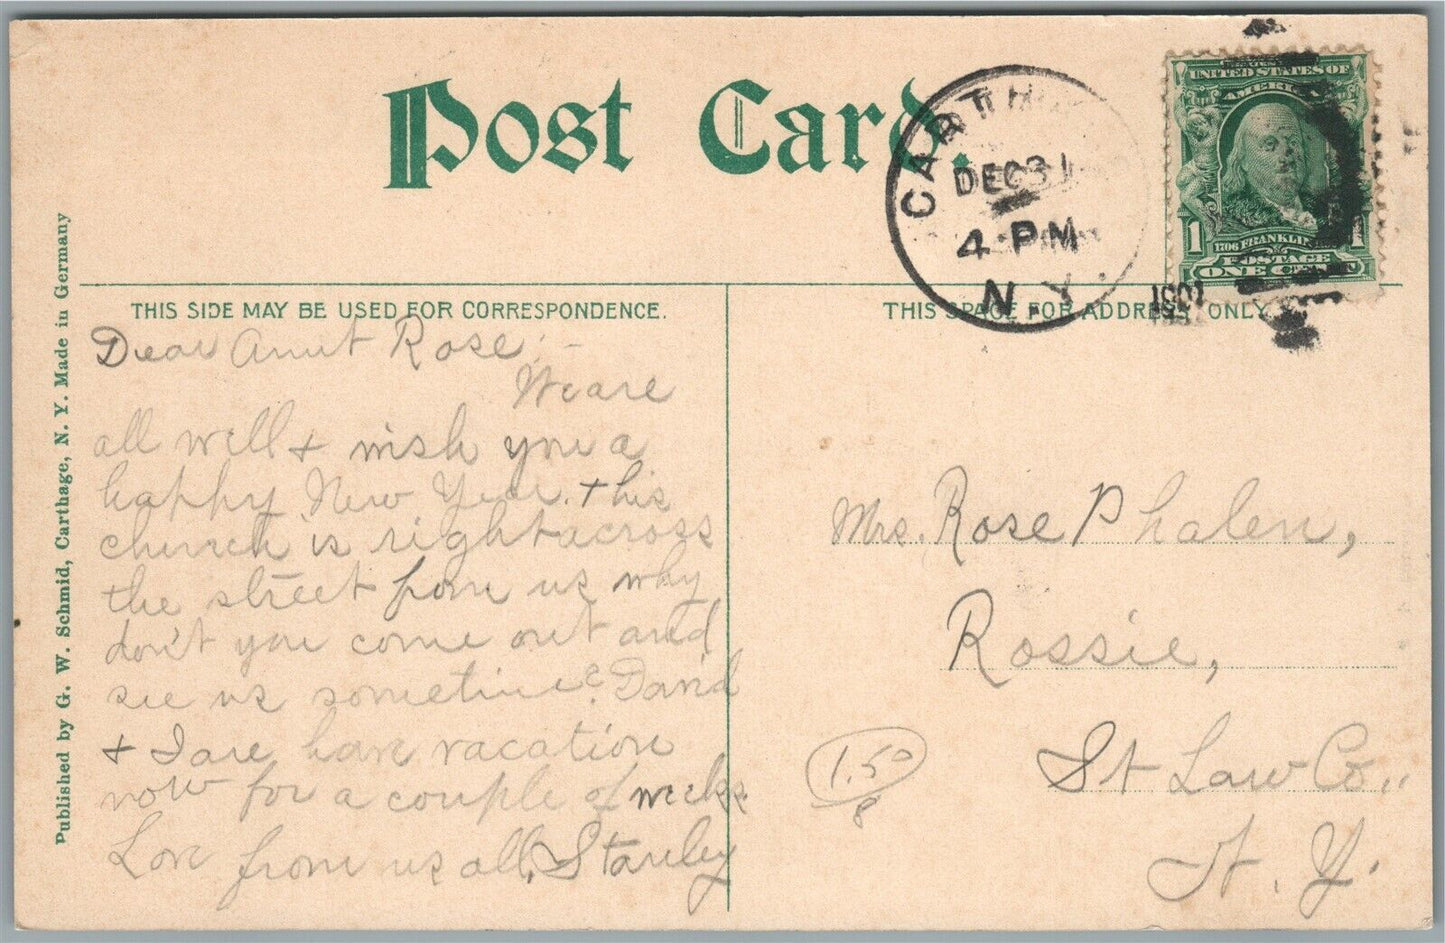 Post Card.
CARTH
DEC 31
4 PM
N.Y.
UNITED STATES OF
AMERICA
1
1706 FRANKLIN
POSTAGE
ONE CENT
THIS SIDE MAY BE USED FOR CORRESPONDENCE.
THIS SPACE FOR ADDRESS ONLY
Published by G. W. Schmid, Carthage, N. Y. Made in Germany
Dear Aunt Rose:—
We are
all well + wish you a
happy New Year. this
church is right across
the street from us why
don't you come out and
see us sometime. David
+ I are have vacation
now for a couple of weeks.
Love from us all, Stanley
Mrs. Rose Phalen,
Rossie,
St Law Co.,
N. Y.
1.50
8